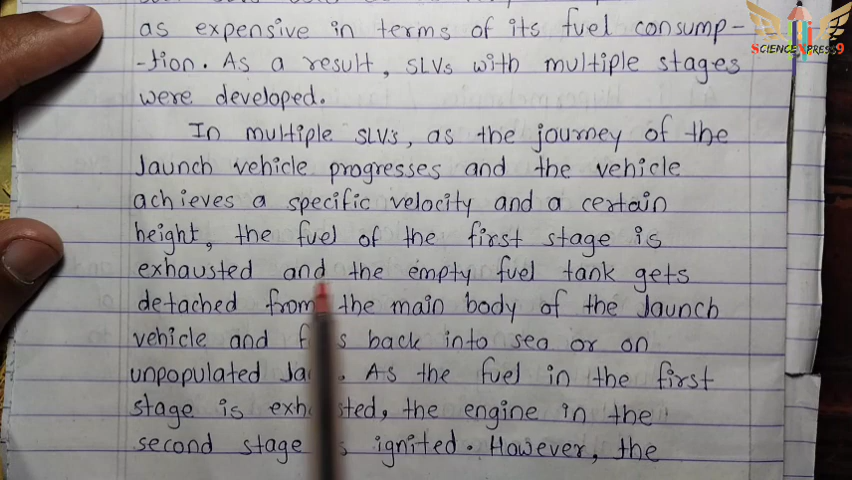 as expensive in terms of its fuel consump-
-tion. As a result, SLVs with multiple stages
were developed.
In multiple SLVs, as the journey of the
launch vehicle progresses and the vehicle
achieves a specific velocity and a certain
height, the fuel of the first stage is
exhausted and the empty fuel tank gets
detached from the main body of the launch
vehicle and back into sea or on
unpopulated As the fuel in the first
stage is the engine in the
second stage ignited. However, the
SCIENCEXPRESS9